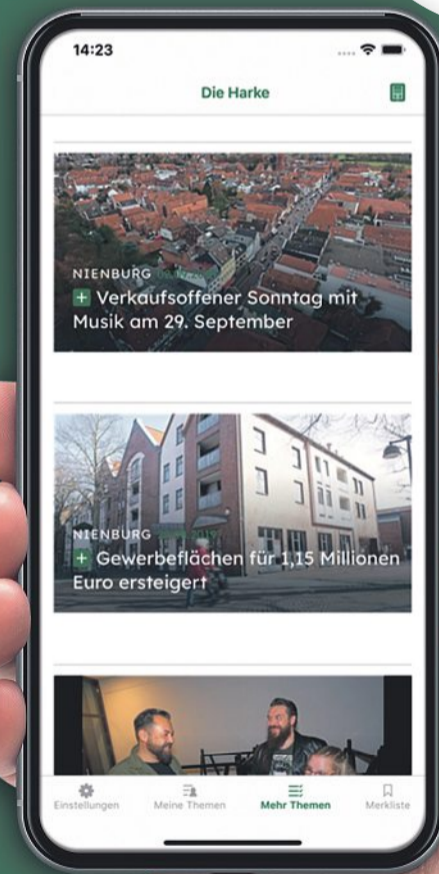 14:23
Die Harke
NIENBURG
+ Verkaufsoffener Sonntag mit
Musik am 29. September
NIENBURG
+ Gewerbeflächen für 1,15 Millionen
Euro ersteigert
Einstellungen
Meine Themen
Mehr Themen
Merkliste